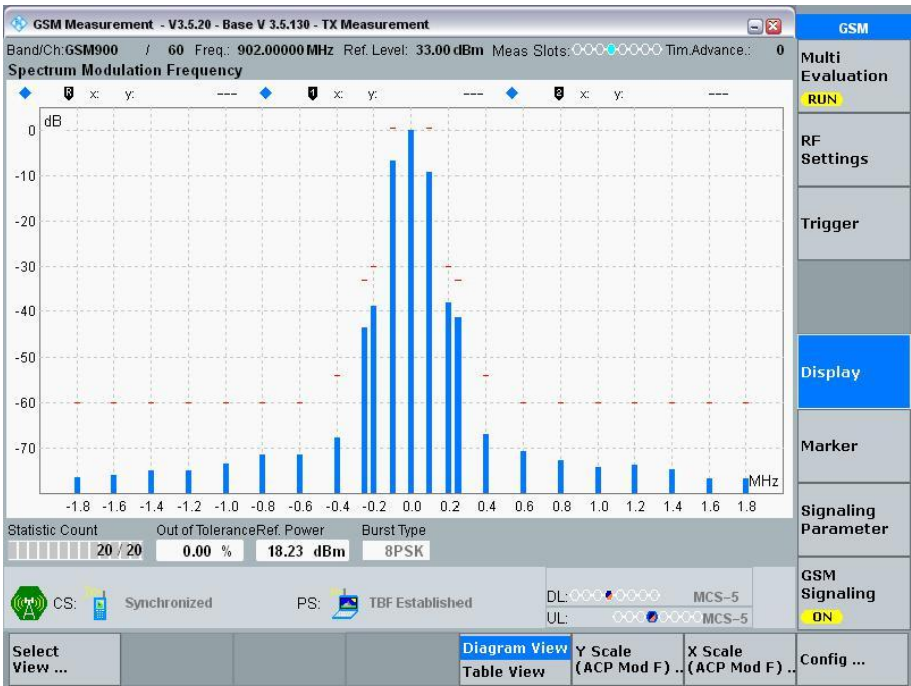 GSM Measurement - V3.5.20 - Base V 3.5.130 - TX Measurement
GSM
Band/Ch: GSM900 / 60 Freq.: 902.00000 MHz Ref. Level: 33.00 dBm Meas Slots: Tim.Advance.: 0
Spectrum Modulation Frequency
R x: y: --- 1 x: y: --- 2 x: y: ---
dB
0
-10
-20
-30
-40
-50
-60
-70
MHz
-1.8 -1.6 -1.4 -1.2 -1.0 -0.8 -0.6 -0.4 -0.2 0.0 0.2 0.4 0.6 0.8 1.0 1.2 1.4 1.6 1.8
Statistic Count Out of Tolerance Ref. Power Burst Type
20 / 20 0.00 % 18.23 dBm 8PSK
CS: Synchronized PS: TBF Established
DL: MCS-5
UL: MCS-5
Multi
Evaluation
RUN
RF
Settings
Trigger
Display
Marker
Signaling
Parameter
GSM
Signaling
ON
Select
View ...
Diagram View
Table View
Y Scale
(ACP Mod F) ..
X Scale
(ACP Mod F) ..
Config ...